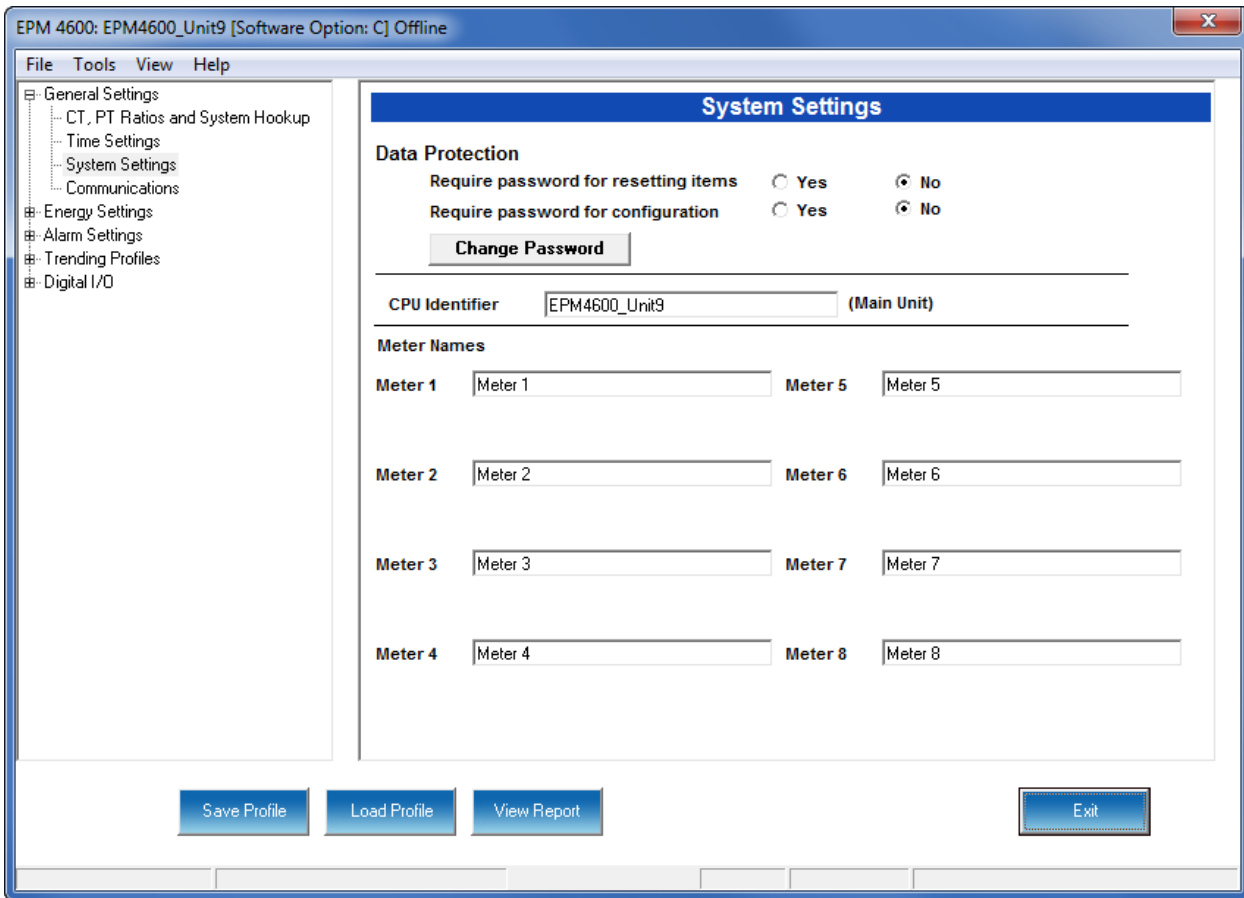 EPM 4600: EPM4600_Unit9 [Software Option: C] Offline
File Tools View Help
General Settings
CT, PT Ratios and System Hookup
Time Settings
System Settings
Communications
Energy Settings
Alarm Settings
Trending Profiles
Digital I/O
System Settings
Data Protection
Require password for resetting items Yes No
Require password for configuration Yes No
Change Password
CPU Identifier EPM4600_Unit9 (Main Unit)
Meter Names
Meter 1 Meter 1 Meter 5 Meter 5
Meter 2 Meter 2 Meter 6 Meter 6
Meter 3 Meter 3 Meter 7 Meter 7
Meter 4 Meter 4 Meter 8 Meter 8
Save Profile Load Profile View Report Exit